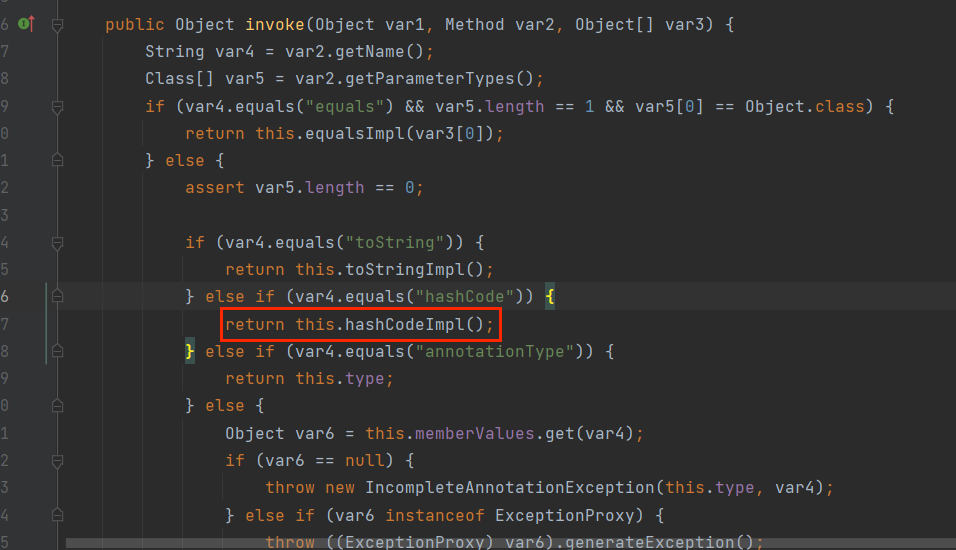 6 public Object invoke(Object var1, Method var2, Object[] var3) {
7 String var4 = var2.getName();
8 Class[] var5 = var2.getParameterTypes();
9 if (var4.equals("equals") && var5.length == 1 && var5[0] == Object.class) {
0 return this.equalsImpl(var3[0]);
1 } else {
2 assert var5.length == 0;
3
4 if (var4.equals("toString")) {
5 return this.toStringImpl();
6 } else if (var4.equals("hashCode")) {
7 return this.hashCodeImpl();
8 } else if (var4.equals("annotationType")) {
9 return this.type;
0 } else {
1 Object var6 = this.memberValues.get(var4);
2 if (var6 == null) {
3 throw new IncompleteAnnotationException(this.type, var4);
4 } else if (var6 instanceof ExceptionProxy) {
5 throw ((ExceptionProxy) var6).generateException();